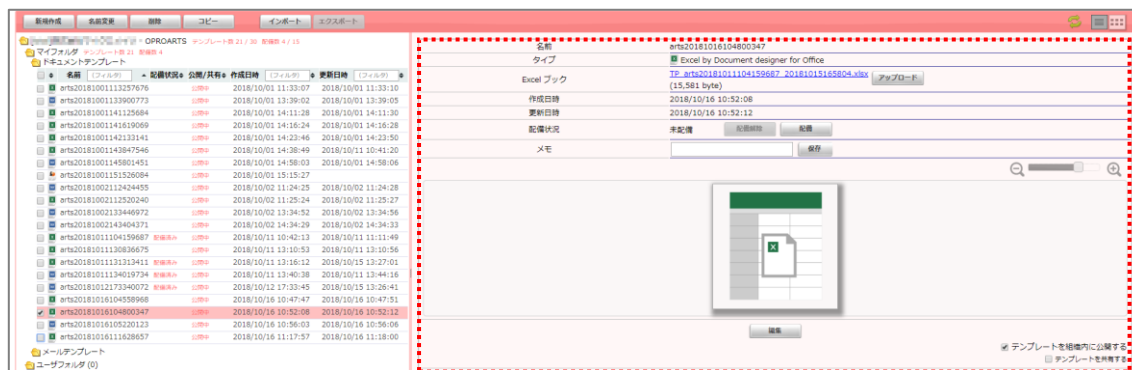 新規作成 名前変更 削除 コピー インポート エクスポート
OPROARTS テンプレート数 21 / 30 配備数 4 / 15
マイフォルダ テンプレート数 21 配備数 4
ドキュメントテンプレート
名前 (フィルタ) 配備状況 公開/共有 作成日時 (フィルタ) 更新日時 (フィルタ)
arts20181001113257676 公開中 2018/10/01 11:33:07 2018/10/01 11:33:10
arts20181001133900773 公開中 2018/10/01 13:39:02 2018/10/01 13:39:05
arts20181001141125684 公開中 2018/10/01 14:11:28 2018/10/01 14:11:30
arts20181001141619069 公開中 2018/10/01 14:16:24 2018/10/01 14:16:28
arts20181001142133141 公開中 2018/10/01 14:23:46 2018/10/01 14:23:50
arts20181001143847546 公開中 2018/10/01 14:38:49 2018/10/11 10:41:20
arts20181001145801451 公開中 2018/10/01 14:58:03 2018/10/01 14:58:06
arts20181001151526084 公開中 2018/10/01 15:15:27
arts20181002112424455 公開中 2018/10/02 11:24:25 2018/10/02 11:24:28
arts20181002112520240 公開中 2018/10/02 11:25:24 2018/10/02 11:25:27
arts20181002133446972 公開中 2018/10/02 13:34:52 2018/10/02 13:34:56
arts20181002143404371 公開中 2018/10/02 14:34:29 2018/10/02 14:34:33
arts20181011104159687 配備済み 公開中 2018/10/11 10:42:13 2018/10/11 11:11:49
arts20181011130836675 公開中 2018/10/11 13:10:53 2018/10/11 13:10:56
arts20181011131313411 配備済み 公開中 2018/10/11 13:16:12 2018/10/15 13:27:01
arts20181011134019734 配備済み 公開中 2018/10/11 13:40:38 2018/10/11 13:44:16
arts20181012173340072 配備済み 公開中 2018/10/12 17:33:45 2018/10/15 13:26:41
arts20181016104558968 公開中 2018/10/16 10:47:47 2018/10/16 10:47:51
arts20181016104800347 公開中 2018/10/16 10:52:08 2018/10/16 10:52:12
arts20181016105220123 公開中 2018/10/16 10:56:03 2018/10/16 10:56:06
arts20181016111628657 公開中 2018/10/16 11:17:57 2018/10/16 11:18:00
メールテンプレート
ユーザフォルダ (0)
名前 arts20181016104800347
タイプ Excel by Document designer for Office
Excel ブック TP_arts20181011104159687_20181015165804.xlsx アップロード
(15,581 byte)
作成日時 2018/10/16 10:52:08
更新日時 2018/10/16 10:52:12
配備状況 未配備 配備解除 配備
メモ 保存
編集
テンプレートを組織内に公開する
テンプレートを共有する